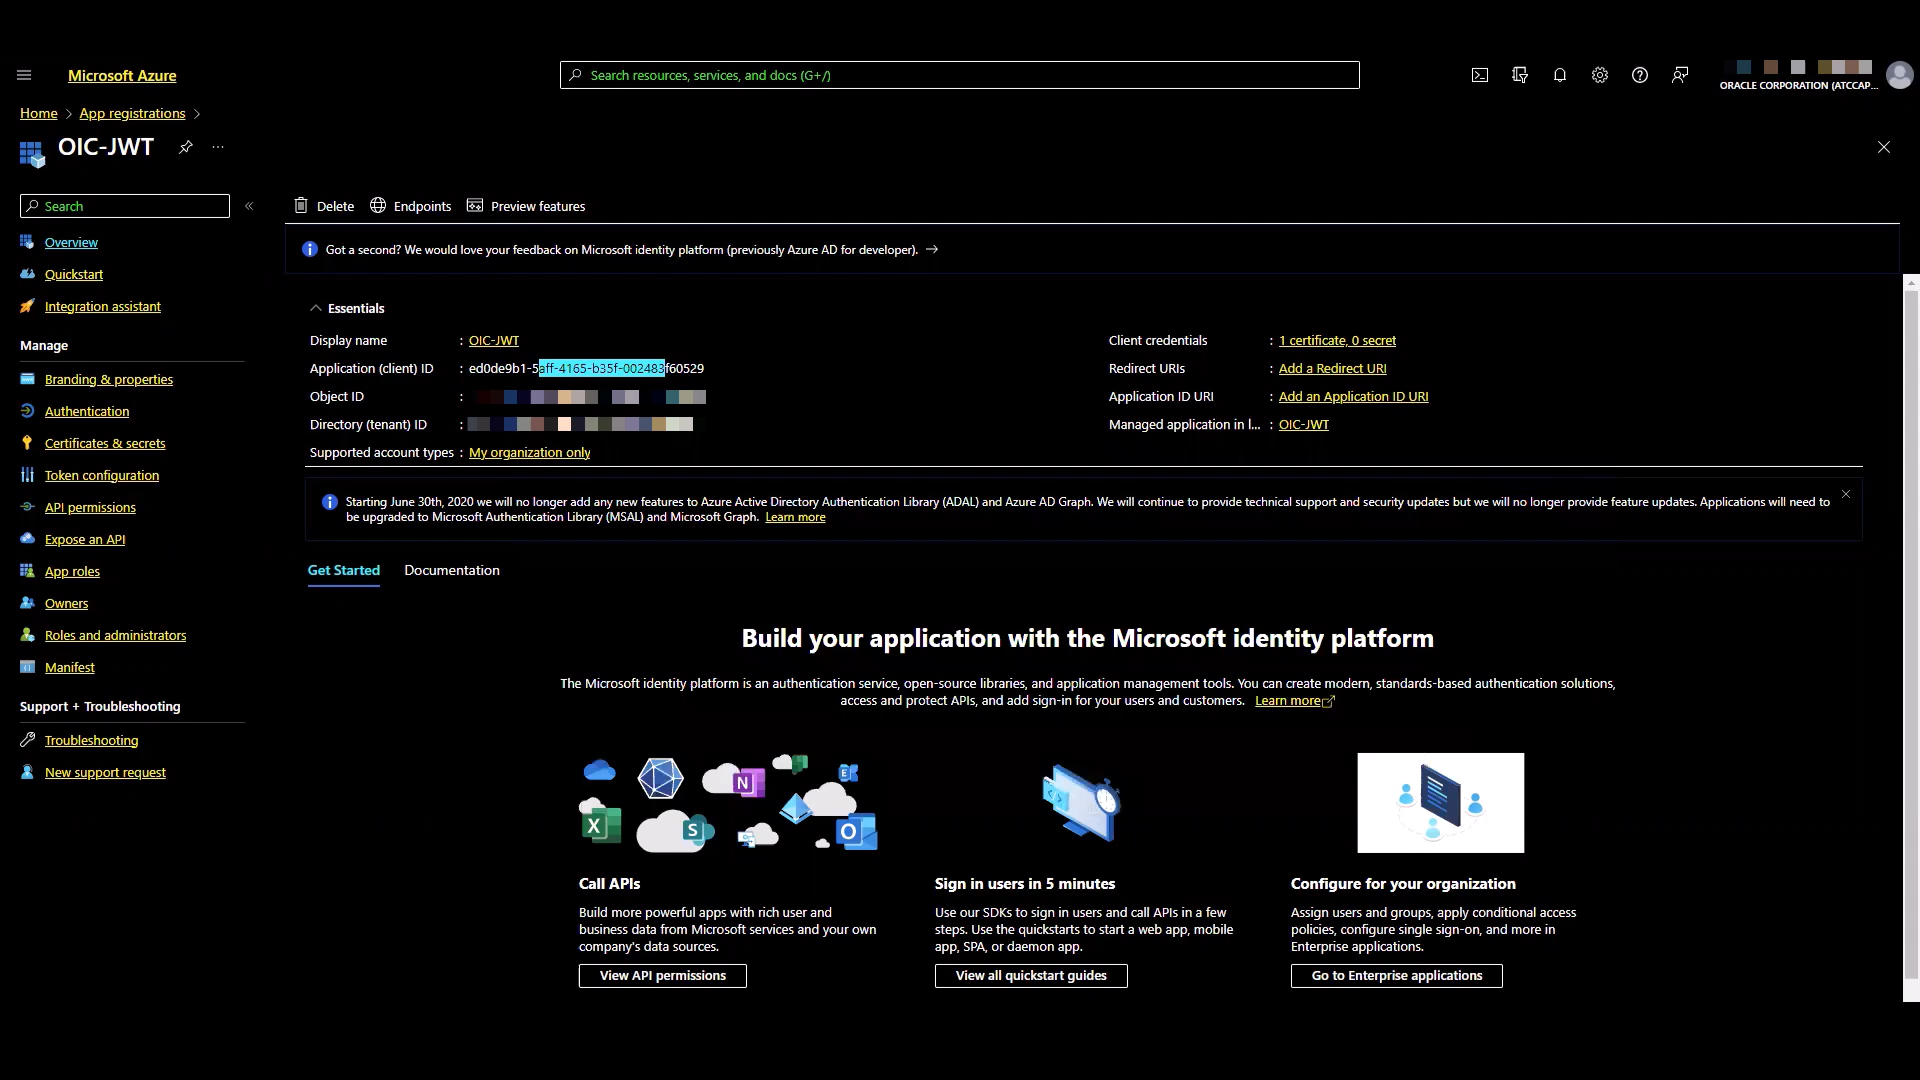 Microsoft Azure
Search resources, services, and docs (G+/)
ORACLE CORPORATION (ATCCAP...
Home > App registrations >
OIC-JWT
Search
Overview
Quickstart
Integration assistant
Manage
Branding & properties
Authentication
Certificates & secrets
Token configuration
API permissions
Expose an API
App roles
Owners
Roles and administrators
Manifest
Support + Troubleshooting
Troubleshooting
New support request
Delete Endpoints Preview features
Got a second? We would love your feedback on Microsoft identity platform (previously Azure AD for developer). →
Essentials
Display name : OIC-JWT
Application (client) ID : ed0de9b1-5aff-4165-b35f-002483f60529
Object ID :
Directory (tenant) ID :
Supported account types : My organization only
Client credentials : 1 certificate, 0 secret
Redirect URIs : Add a Redirect URI
Application ID URI : Add an Application ID URI
Managed application in l... : OIC-JWT
Starting June 30th, 2020 we will no longer add any new features to Azure Active Directory Authentication Library (ADAL) and Azure AD Graph. We will continue to provide technical support and security updates but we will no longer provide feature updates. Applications will need to
be upgraded to Microsoft Authentication Library (MSAL) and Microsoft Graph. Learn more
Get Started Documentation
Build your application with the Microsoft identity platform
The Microsoft identity platform is an authentication service, open-source libraries, and application management tools. You can create modern, standards-based authentication solutions,
access and protect APIs, and add sign-in for your users and customers. Learn more
N
E
X
S
O
Call APIs
Build more powerful apps with rich user and
business data from Microsoft services and your own
company's data sources.
View API permissions
Sign in users in 5 minutes
Use our SDKs to sign in users and call APIs in a few
steps. Use the quickstarts to start a web app, mobile
app, SPA, or daemon app.
View all quickstart guides
Configure for your organization
Assign users and groups, apply conditional access
policies, configure single sign-on, and more in
Enterprise applications.
Go to Enterprise applications